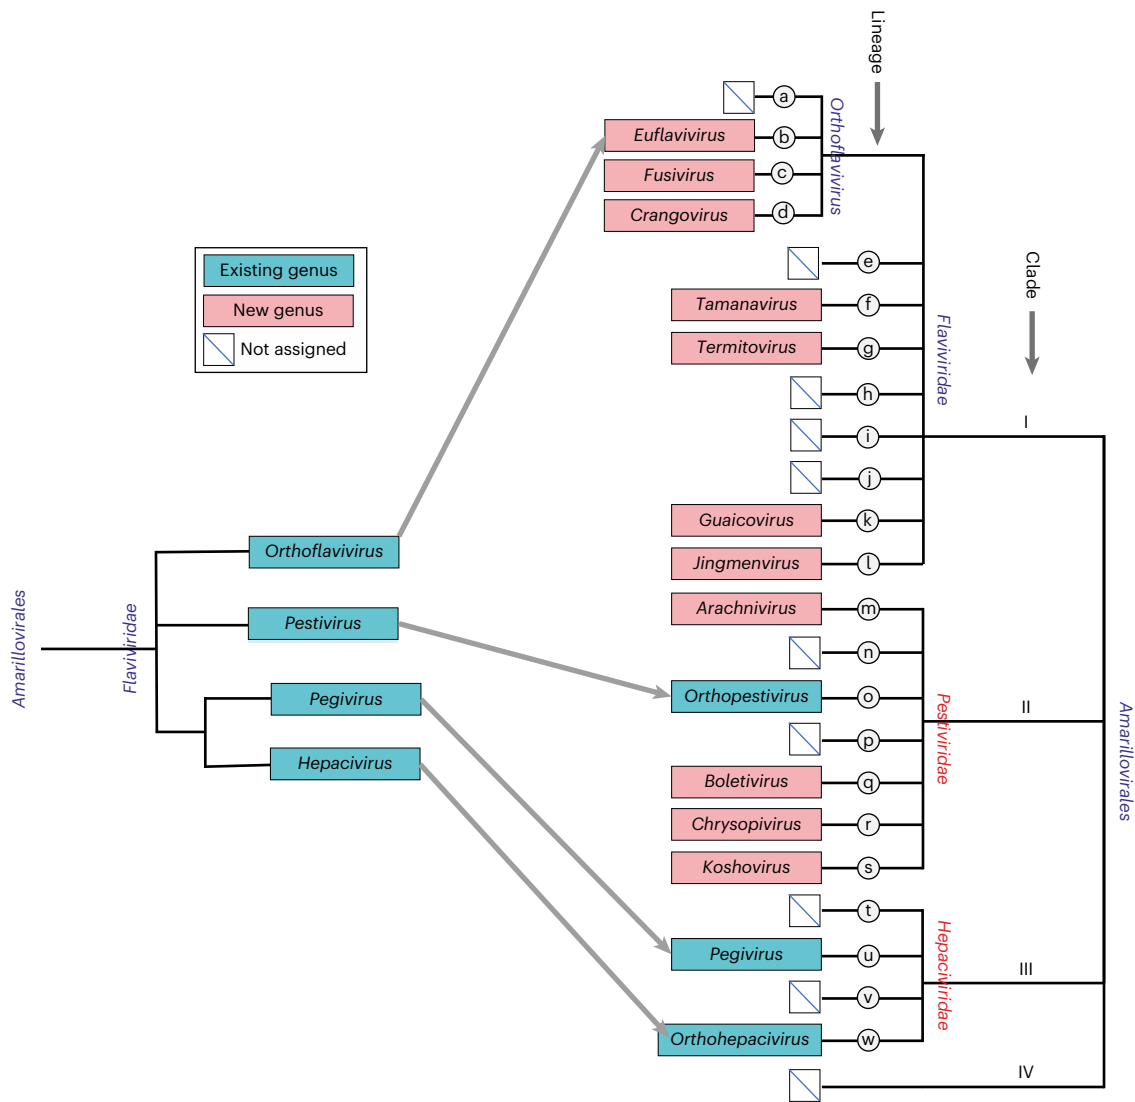 Lineage
a
Euflavivirus
b
Fusivirus
c
Crangovirus
d
Orthoflavivirus
e
Tamanavirus
f
Termitovirus
g
h
i
j
Guaicovirus
k
Jingmenvirus
l
Flaviviridae
Clade
I
Existing genus
New genus
Not assigned
Amarillovirales
Flaviviridae
Orthoflavivirus
Pestivirus
Pegivirus
Hepacivirus
Arachnivirus
m
n
Orthopestivirus
o
p
Boletivirus
q
Chrysopivirus
r
Koshovirus
s
Pestiviridae
II
Amarillovirales
t
Pegivirus
u
v
Orthohepacivirus
w
Hepaciviridae
III
IV